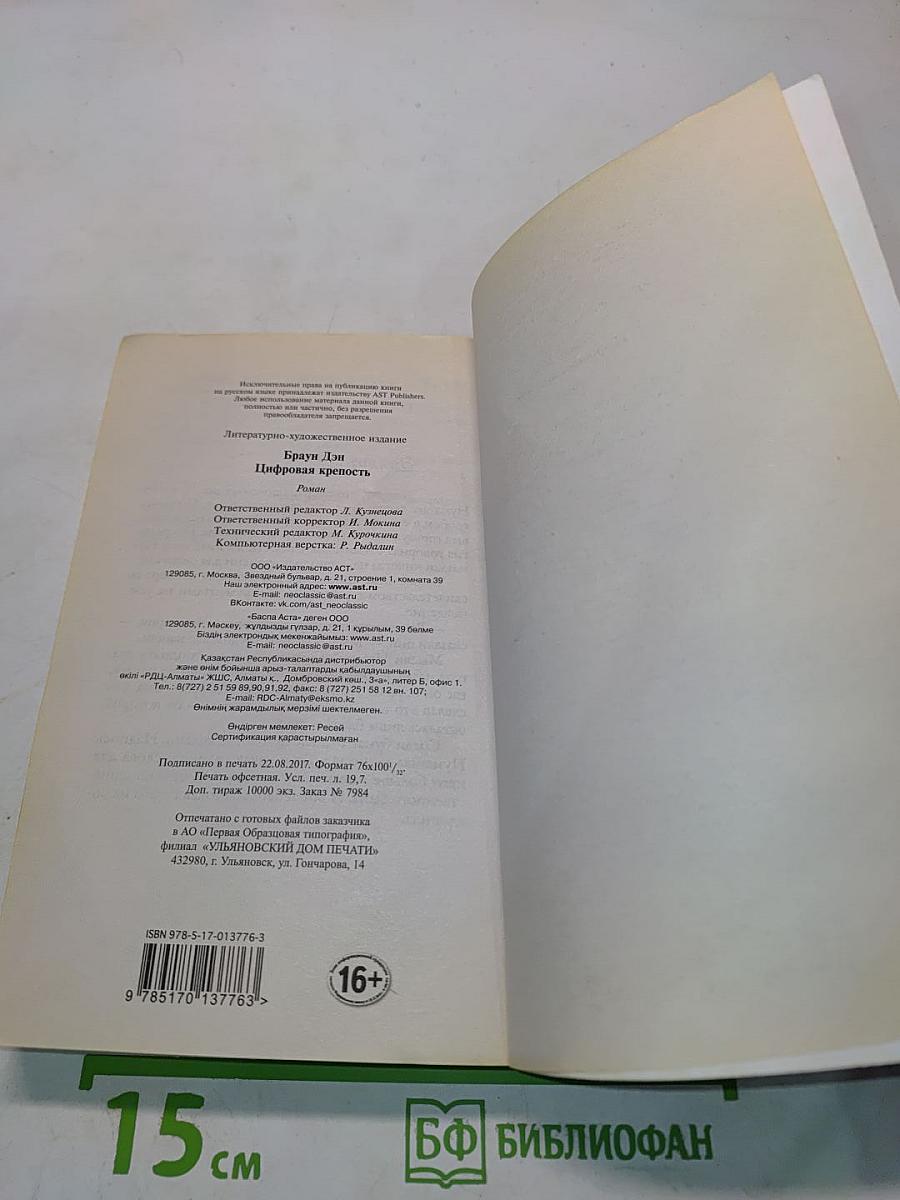 Исключительные права на публикацию книги
на русском языке принадлежат издательству AST Publishers.
Любое использование материала данной книги,
полностью или частично, без разрешения
правообладателя запрещается.
Литературно-художественное издание
Браун Дэн
Цифровая крепость
Роман
Ответственный редактор Л. Кузнецова
Ответственный корректор И. Мокина
Технический редактор М. Курочкина
Компьютерная верстка: Р. Рыдалин
ООО «Издательство АСТ»
129085, г. Москва, Звездный бульвар, д. 21, строение 1, комната 39
Наш электронный адрес: www.ast.ru
E-mail: neoclassic@ast.ru
ВКонтакте: vk.com/ast_neoclassic
«Баспа Аста» деген ООО
129085, г. Мәскеу, жұлдызды гүлзар, д. 21, 1 құрылым, 39 бөлме
Біздің электрондық мекенжайымыз: www.ast.ru
E-mail: neoclassic@ast.ru
Қазақстан Республикасында дистрибьютор
және өнім бойынша арыз-талаптарды қабылдаушының
өкілі «РДЦ-Алматы» ЖШС, Алматы қ., Домбровский көш., 3«а», литер Б, офис 1.
Тел.: 8(727) 2 51 59 89,90,91,92, факс: 8 (727) 251 58 12 вн. 107;
E-mail: RDC-Almaty@eksmo.kz
Өнімнің жарамдылық мерзімі шектелмеген.
Өндірген мемлекет: Ресей
Сертификация қарастырылмаған
Подписано в печать 22.08.2017. Формат 76x100 1/32.
Печать офсетная. Усл. печ. л. 19,7.
Доп. тираж 10000 экз. Заказ № 7984
Отпечатано с готовых файлов заказчика
в АО «Первая Образцовая типография»,
филиал «УЛЬЯНОВСКИЙ ДОМ ПЕЧАТИ»
432980, г. Ульяновск, ул. Гончарова, 14
ISBN 978-5-17-013776-3
9 785170 137763 >
16+
15 см
БФ БИБЛИОФАН